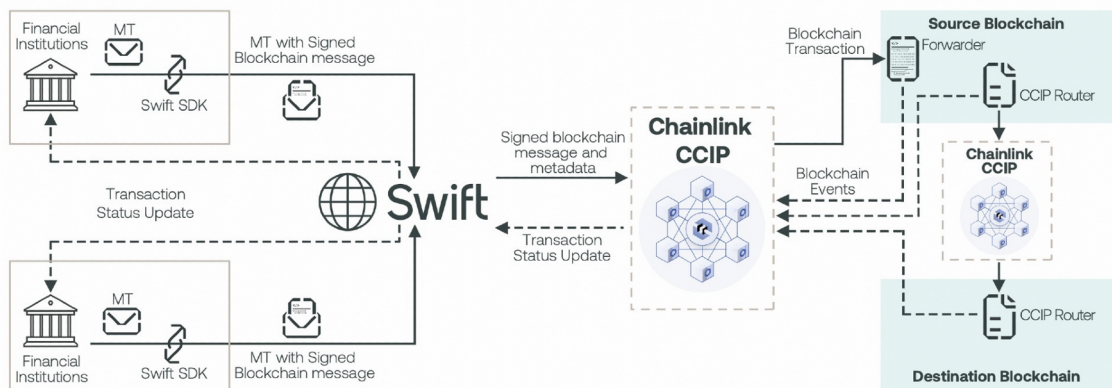 Financial
Institutions
MT
Swift SDK
MT with Signed
Blockchain message
Transaction
Status Update
Financial
Institutions
MT
Swift SDK
MT with Signed
Blockchain message
Swift
Signed blockchain
message and
metadata
Transaction
Status Update
Chainlink
CCIP
Blockchain
Transaction
Blockchain
Events
Source Blockchain
Forwarder
CCIP Router
Chainlink
CCIP
CCIP Router
Destination Blockchain